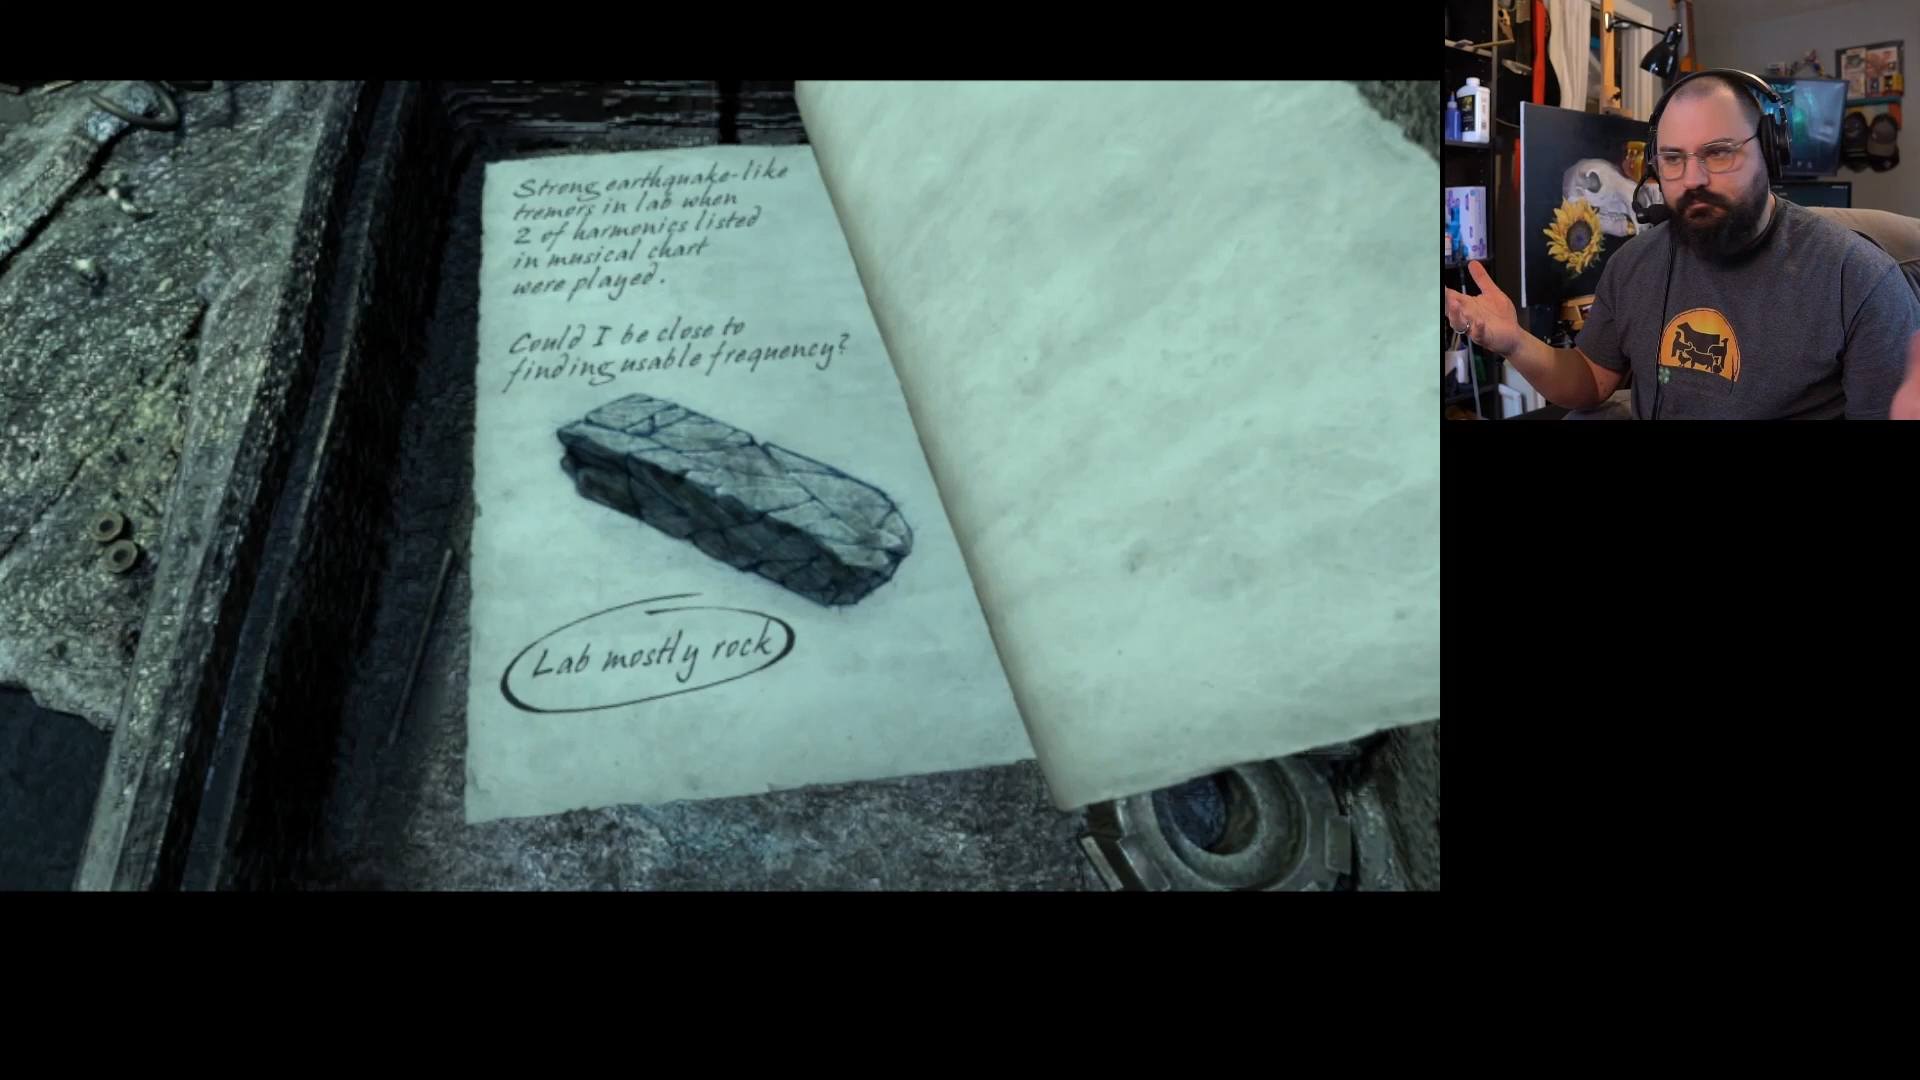 Strong earthquake-like
tremors in lab when
2 of harmonics listed
in musical chart
were played.
Could I be close to
finding usable frequency?
Lab mostly rock